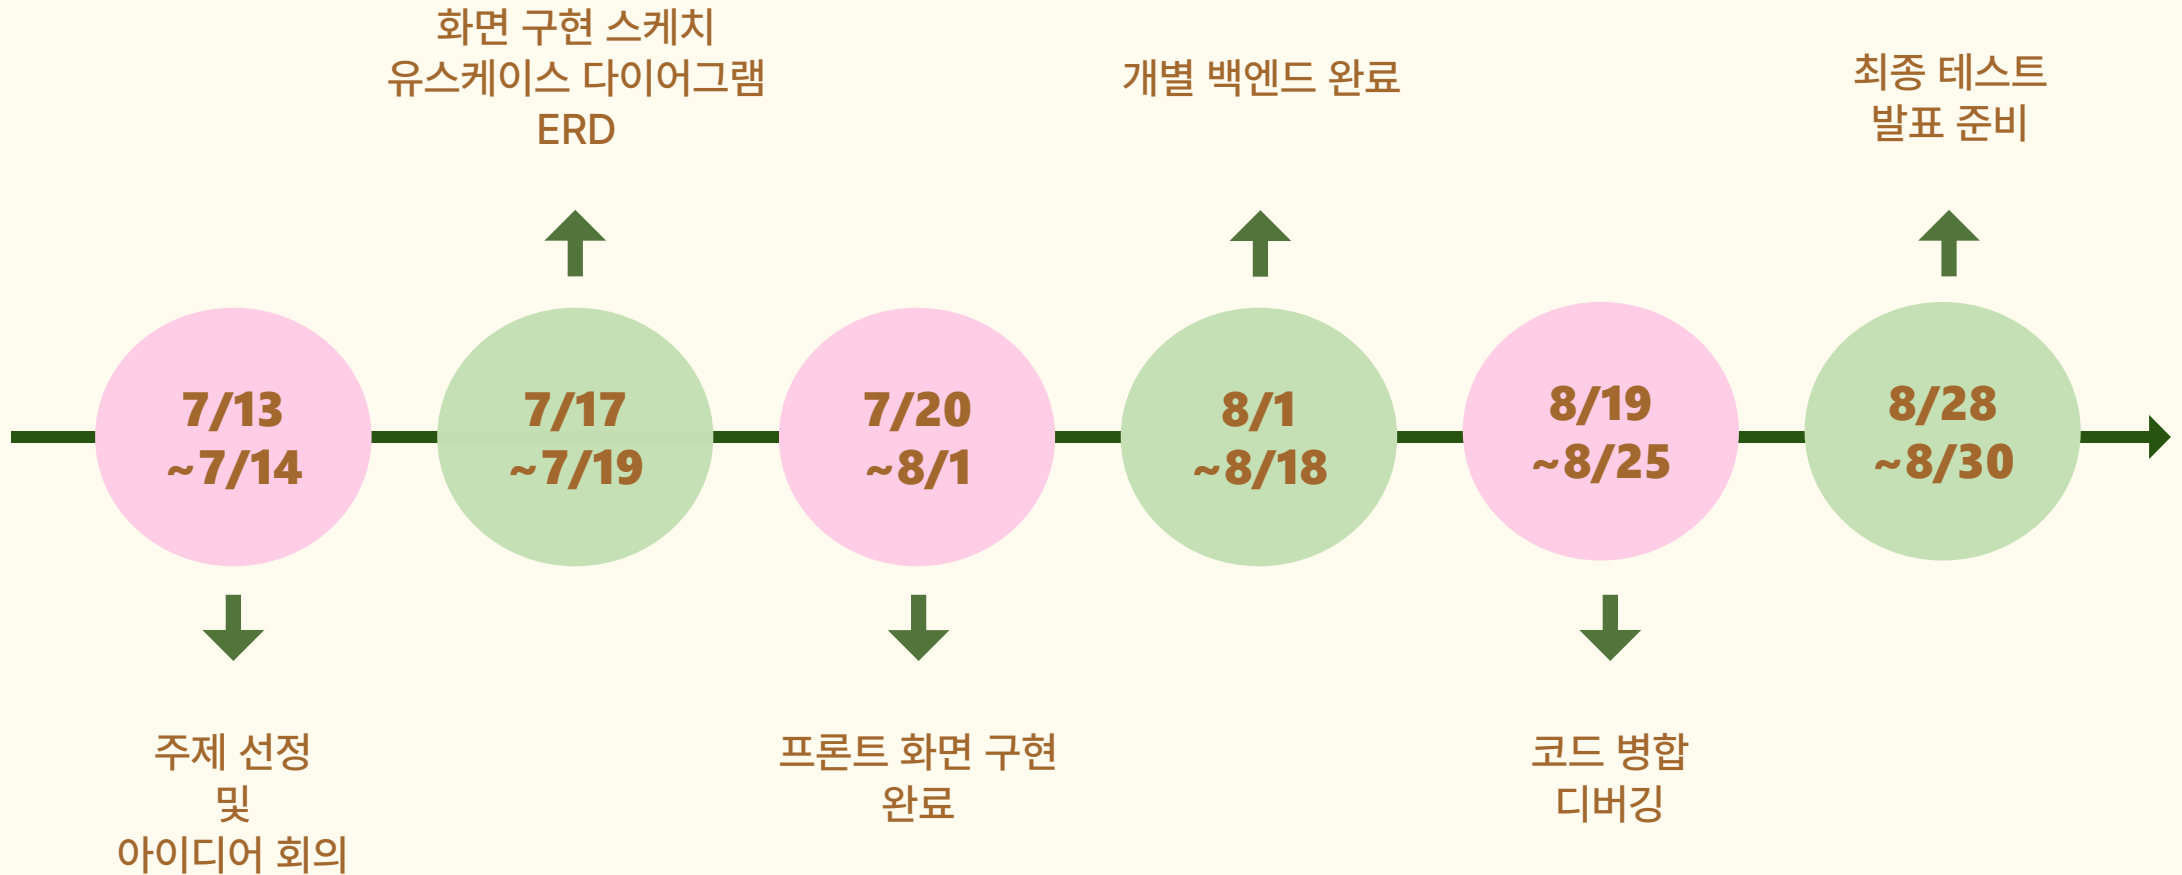 화면 구현 스케치
유스케이스 다이어그램
ERD
개별 백엔드 완료
최종 테스트
발표 준비
7/13
~7/14
7/17
~7/19
7/20
~8/1
8/1
~8/18
8/19
~8/25
8/28
~8/30
주제 선정
및
아이디어 회의
프론트 화면 구현
완료
코드 병합
디버깅